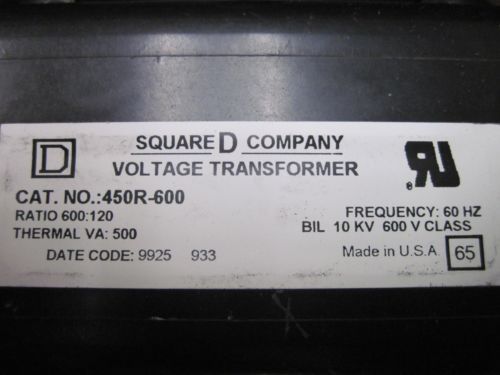 D SQUARE D COMPANY
VOLTAGE TRANSFORMER
CAT. NO.:450R-600
RATIO 600:120
THERMAL VA: 500
DATE CODE: 9925 933
RU
FREQUENCY: 60 HZ
BIL 10 KV 600 V CLASS
Made in U.S.A. 65